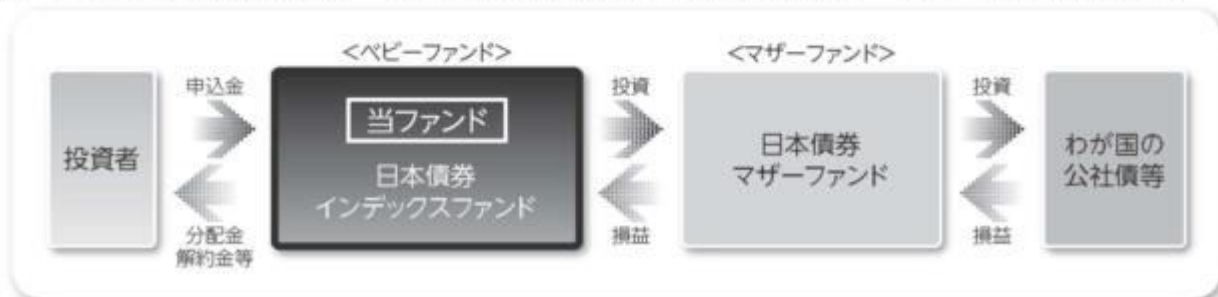 <ベビーファンド>
<マザーファンド>
投資者
申込金
分配金
解約金等
当ファンド
日本債券
インデックスファンド
投資
損益
日本債券
マザーファンド
投資
損益
わが国の
公社債等